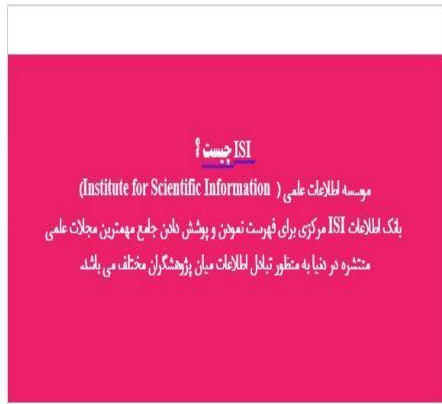 ISI چیست ؟
موسسه اطلاعات علمی ( Institute for Scientific Information)
بانک اطلاعات ISI مرکزی برای فهرست نمودن و پوشش دادن جامع مهمترین مجلات علمی
منتشره در دنیا به منظور تبادل اطلاعات میان پژوهشگران مختلف می باشد.